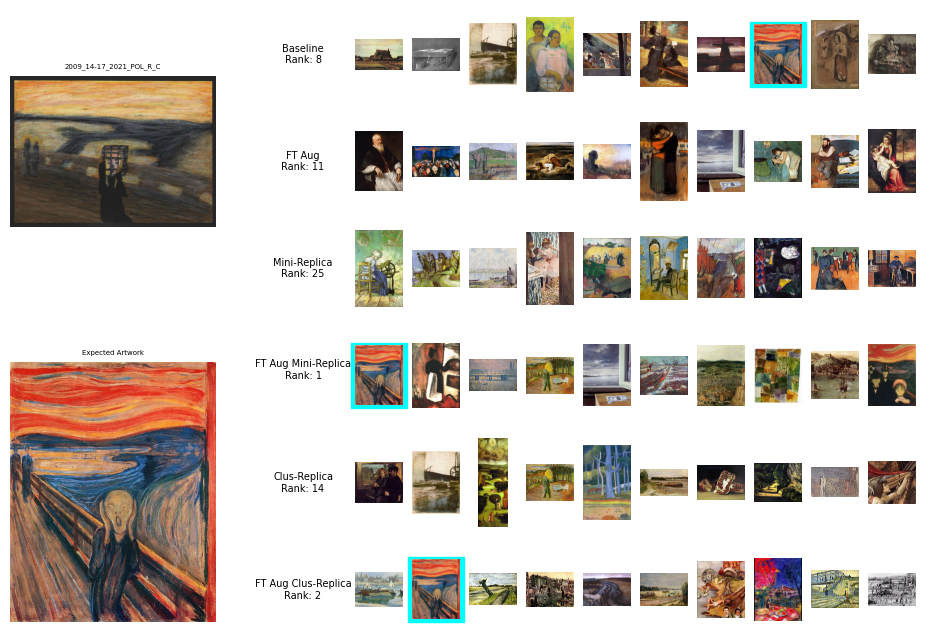 2009_14-17_2021_POL_R_C
Baseline
Rank: 8
FT Aug
Rank: 11
Mini-Replica
Rank: 25
Expected Artwork
FT Aug Mini-Replica
Rank: 1
Clus-Replica
Rank: 14
FT Aug Clus-Replica
Rank: 2